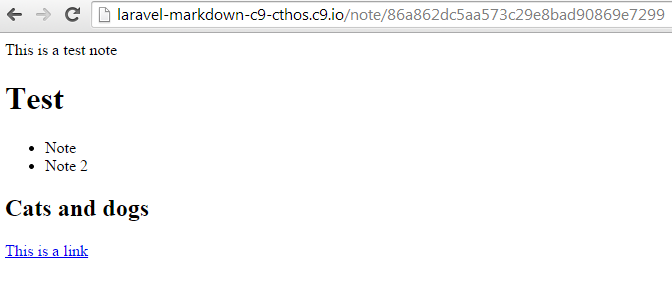 laravel-markdown-c9-cthos.c9.io/note/86a862dc5aa573c29e8bad90869e7299
This is a test note
Test
Note
Note 2
Cats and dogs
This is a link